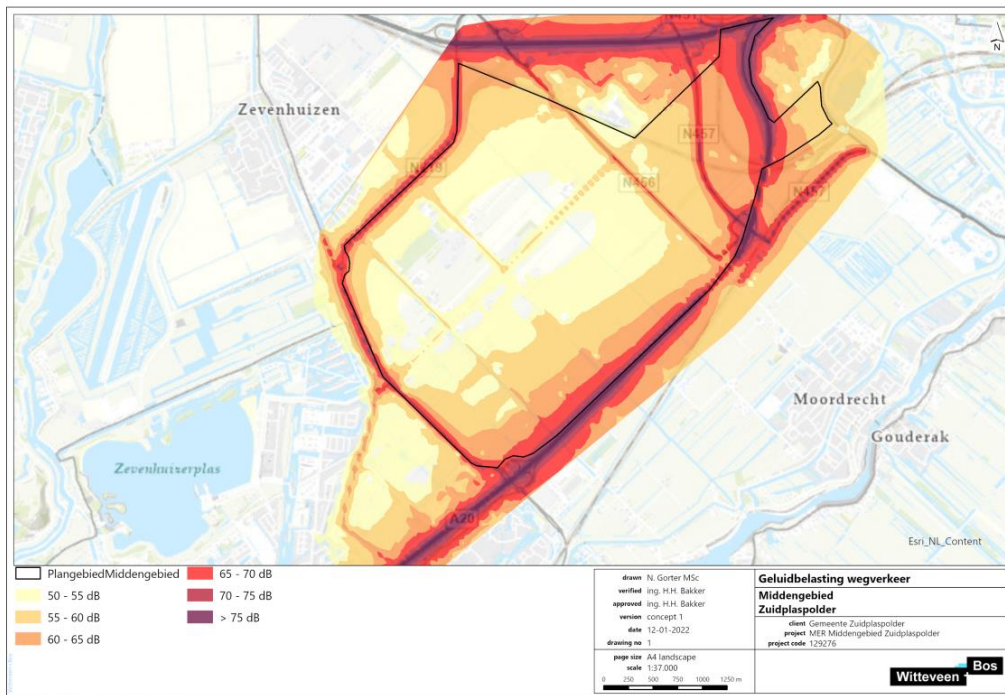 N451
N
Zevenhuizen
N457
N219
N456
N457
Moordrecht
Gouderak
Zevenhuizerplas
A20
Esri_NL_Content
PlangebiedMiddengebied
50 - 55 dB
55 - 60 dB
60 - 65 dB
65 - 70 dB
70 - 75 dB
> 75 dB
drawn N. Gorter MSc
verified ing. H.H. Bakker
approved ing. H.H. Bakker
version concept 1
date 12-01-2022
drawing no 1
page size A4 landscape
scale 1:37.000
0 250 500 750 1000 1250 m
Geluidbelasting wegverkeer
Middengebied
Zuidplaspolder
client Gemeente Zuidplaspolder
project MER Middengebied Zuidplaspolder
project code 129276
Witteveen + Bos